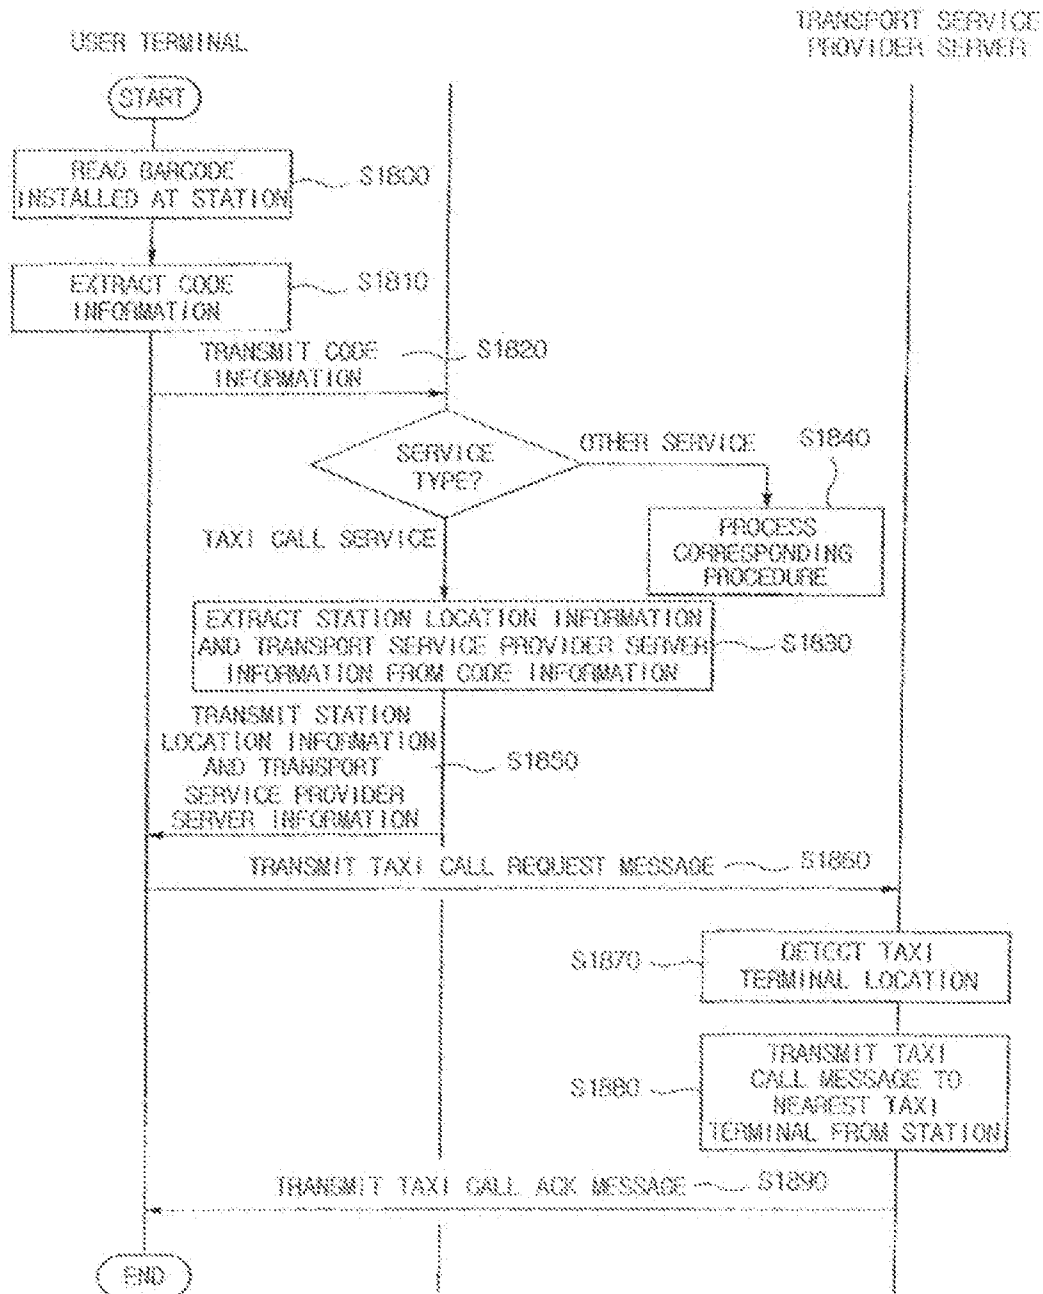 USER TERMINAL
TRANSPORT SERVICE
PROVIDER SERVER
START
READ BARCODE
INSTALLED AT STATION
S1800
EXTRACT CODE
INFORMATION
S1810
TRANSMIT CODE
INFORMATION
S1820
SERVICE
TYPE?
OTHER SERVICE
S1840
TAXI CALL SERVICE
PROCESS
CORRESPONDING
PROCEDURE
EXTRACT STATION LOCATION INFORMATION
AND TRANSPORT SERVICE PROVIDER SERVER
INFORMATION FROM CODE INFORMATION
S1830
TRANSMIT STATION
LOCATION INFORMATION
AND TRANSPORT
SERVICE PROVIDER
SERVER INFORMATION
S1850
TRANSMIT TAXI CALL REQUEST MESSAGE
S1860
S1870
DETECT TAXI
TERMINAL LOCATION
S1880
TRANSMIT TAXI
CALL MESSAGE TO
NEAREST TAXI
TERMINAL FROM STATION
TRANSMIT TAXI CALL ACK MESSAGE
S1890
END